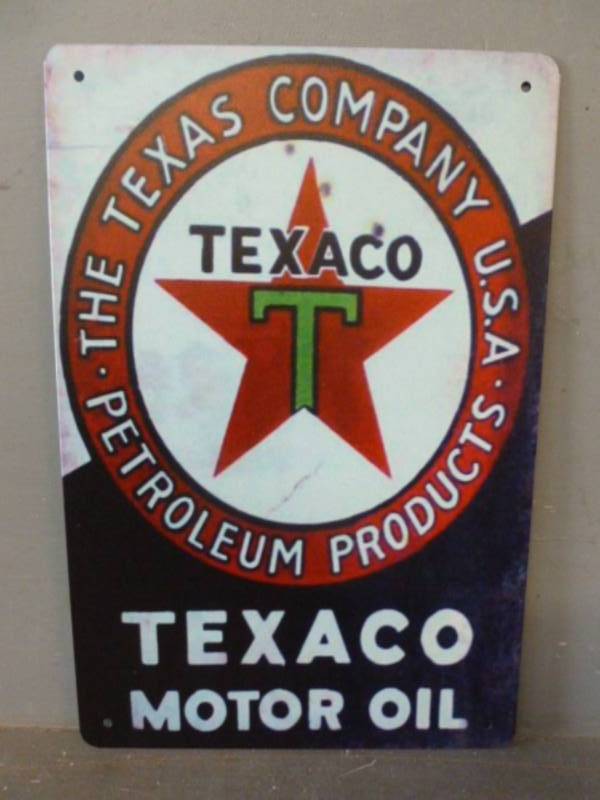 THE TEXAS COMPANY U.S.A.
TEXACO
T
PETROLEUM PRODUCTS
TEXACO
MOTOR OIL